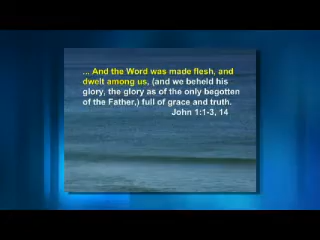 ... And the Word was made flesh, and
dwelt among us, (and we beheld his
glory, the glory as of the only begotten
of the Father,) full of grace and truth.
John 1:1-3, 14